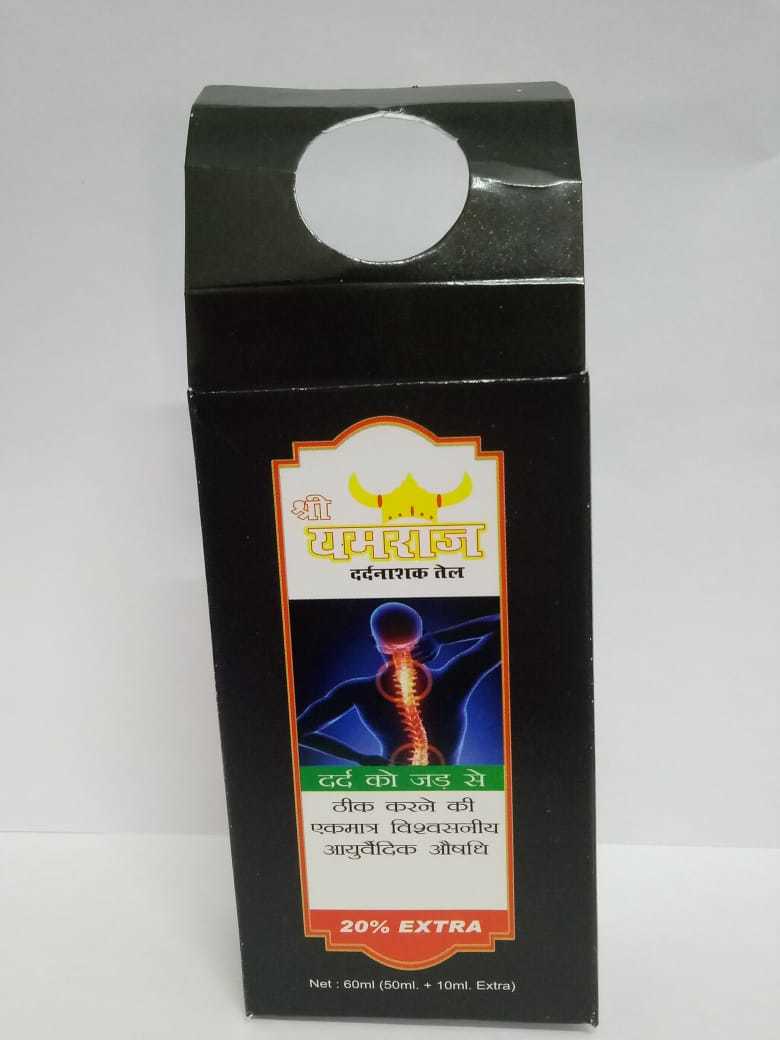 श्री
यमराज
दर्दनाशक तेल
दर्द को जड़ से
ठीक करने की
एकमात्र विश्वसनीय
आयुर्वैदिक औषधि
20% EXTRA
Net : 60ml (50ml. + 10ml. Extra)